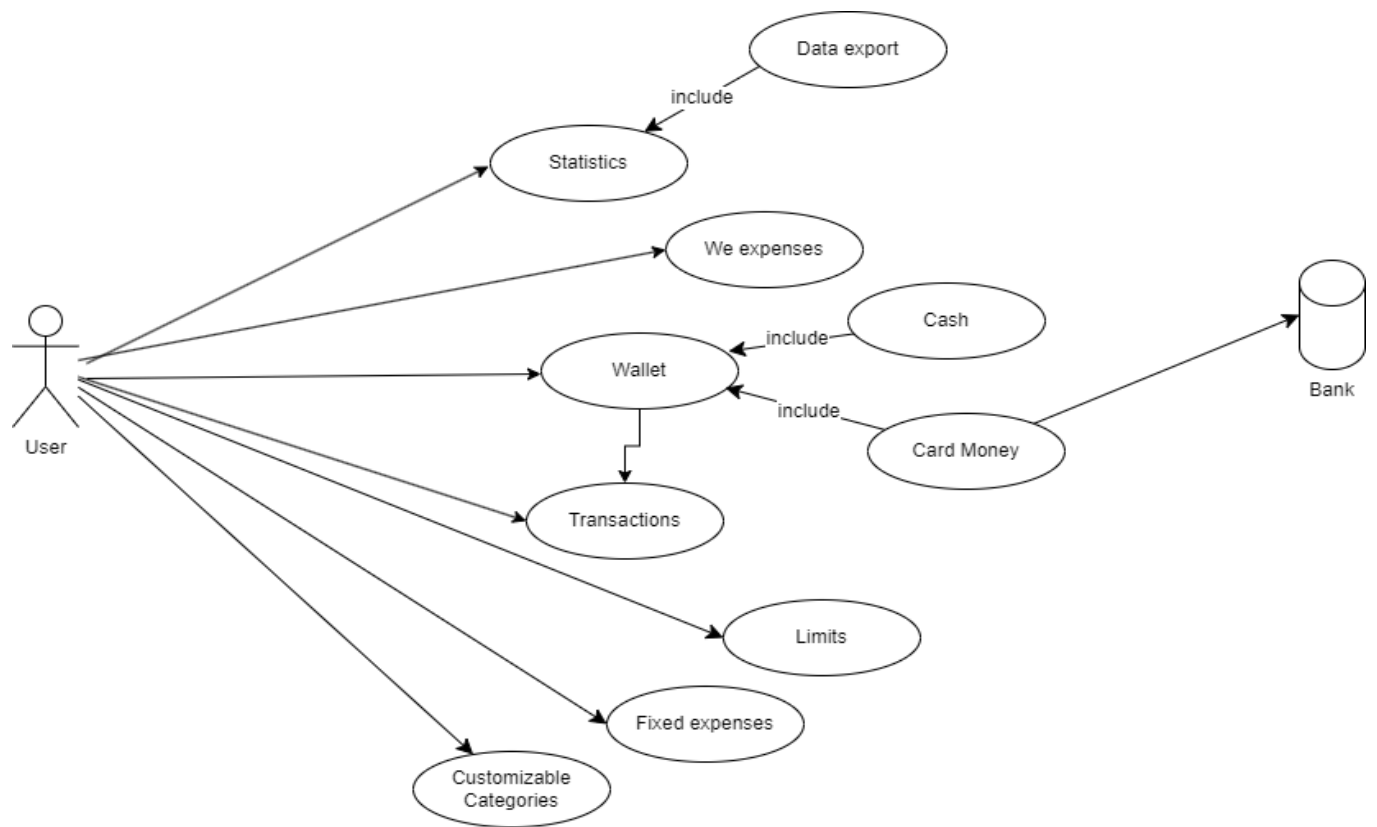 Data export
include
Statistics
We expenses
Cash
include
Wallet
include
Bank
User
Card Money
Transactions
Limits
Fixed expenses
Customizable
Categories